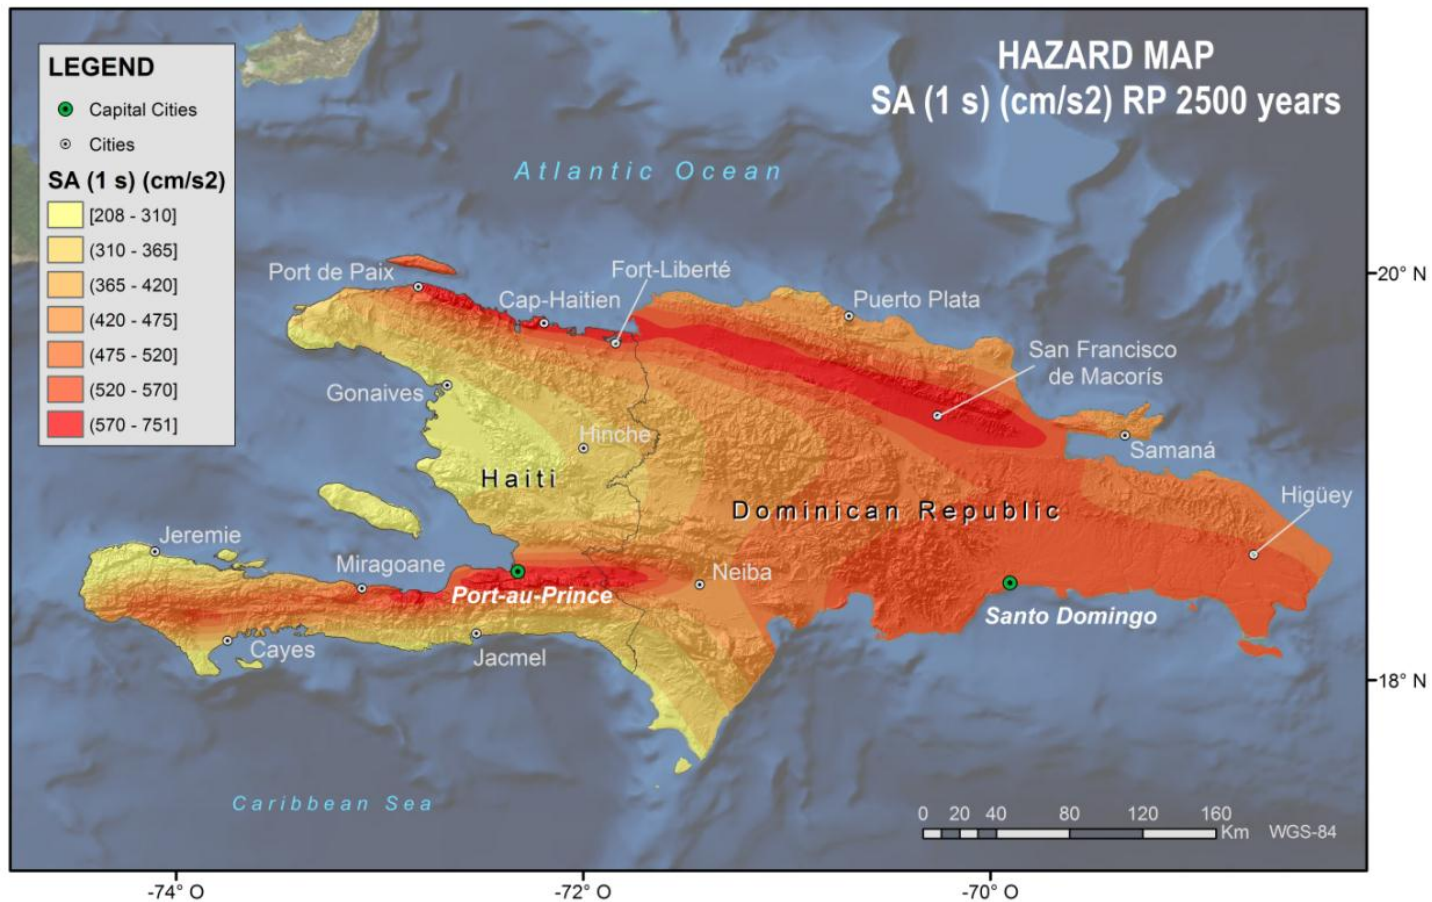 HAZARD MAP
SA (1 s) (cm/s2) RP 2500 years
LEGEND
Capital Cities
Cities
SA (1 s) (cm/s2)
[208 - 310]
(310 - 365]
(365 - 420]
(420 - 475]
(475 - 520]
(520 - 570]
(570 - 751]
Atlantic Ocean
Port de Paix
Fort-Liberté
Cap-Haitien
Puerto Plata
20° N
San Francisco
de Macorís
Gonaives
Hinche
Samaná
Haiti
Dominican Republic
Higüey
Jeremie
Miragoane
Neiba
Port-au-Prince
Santo Domingo
Cayes
Jacmel
18° N
Caribbean Sea
0 20 40 80 120 160
Km
WGS-84
-74° O
-72° O
-70° O